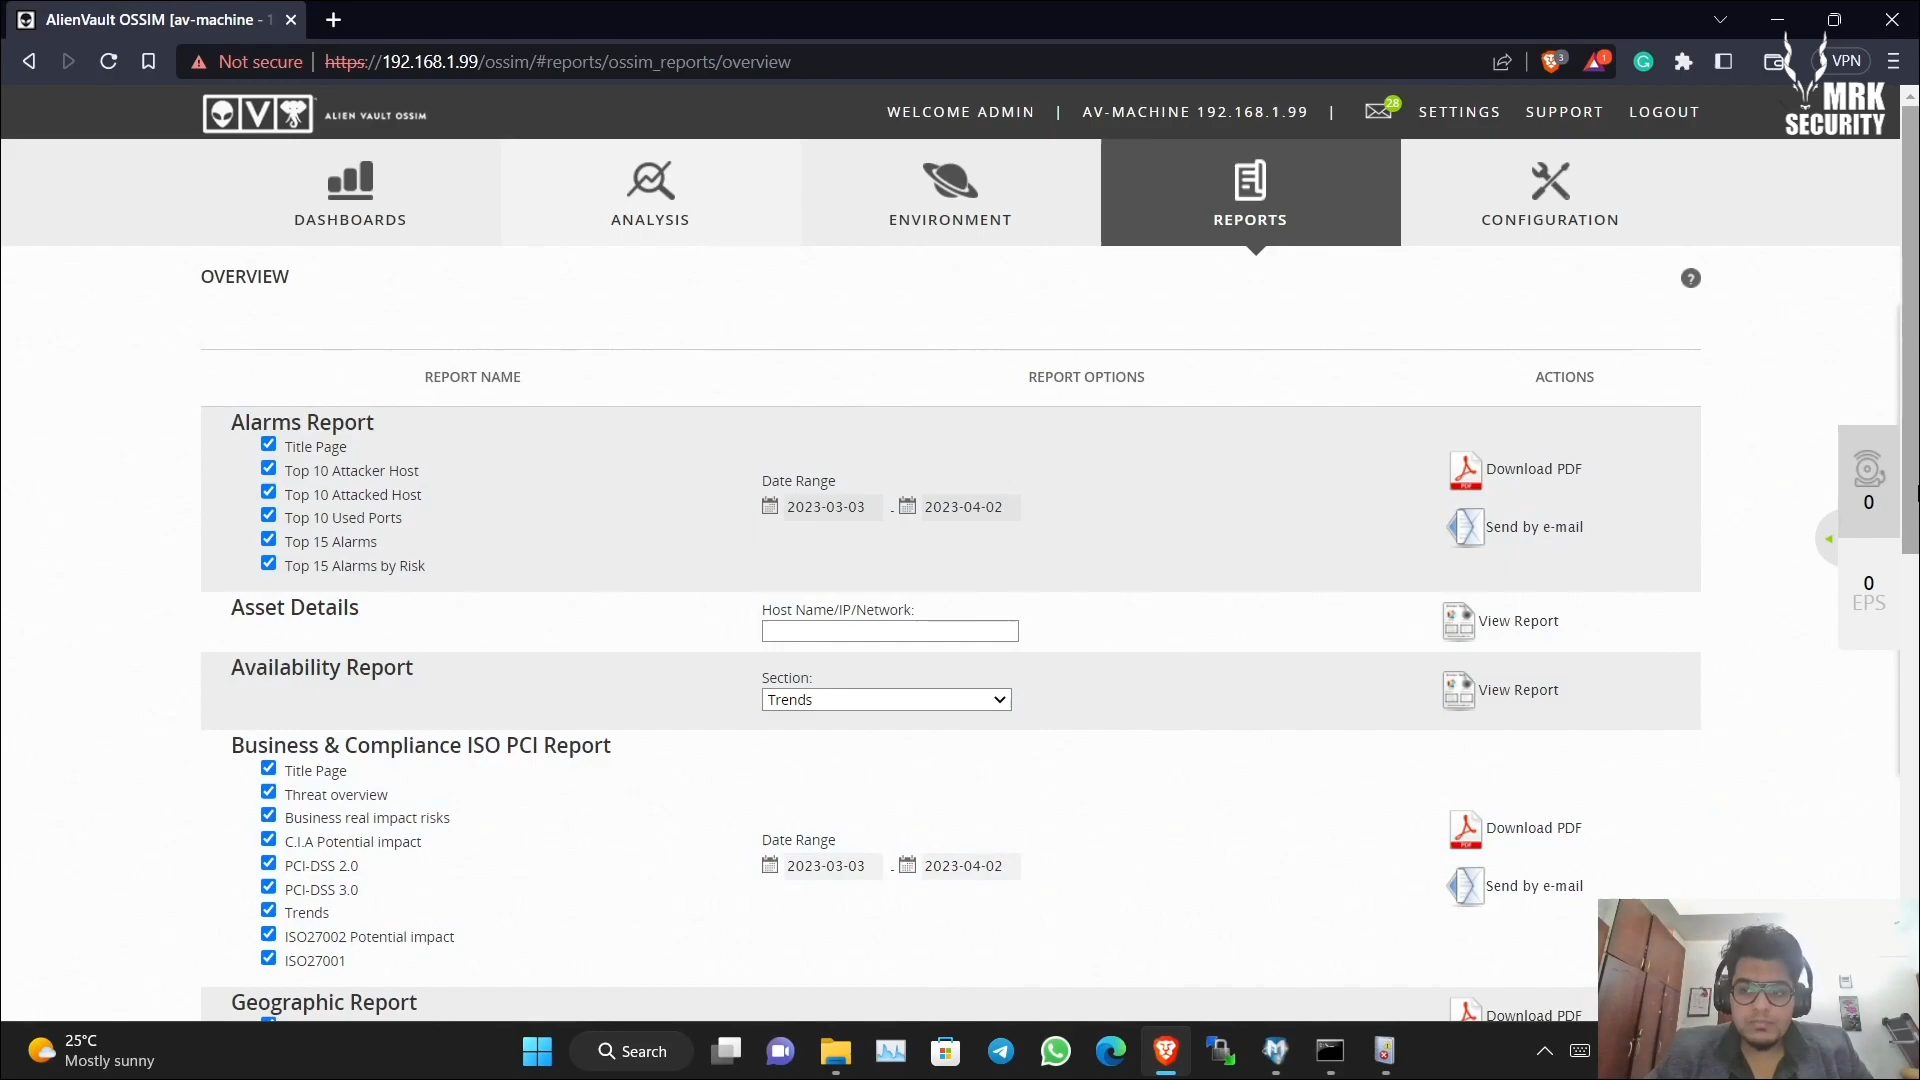 AlienVault OSSIM [av-machine - 1
Not secure | https://192.168.1.99/ossim/#reports/ossim_reports/overview
3
1
VPN
MRK
SECURITY
AV
ALIEN VAULT OSSIM
WELCOME ADMIN | AV-MACHINE 192.168.1.99 | 28 SETTINGS SUPPORT LOGOUT
DASHBOARDS
ANALYSIS
ENVIRONMENT
REPORTS
CONFIGURATION
OVERVIEW
?
REPORT NAME
REPORT OPTIONS
ACTIONS
Alarms Report
Title Page
Top 10 Attacker Host
Top 10 Attacked Host
Top 10 Used Ports
Top 15 Alarms
Top 15 Alarms by Risk
Date Range
2023-03-03 - 2023-04-02
Download PDF
Send by e-mail
0
0
EPS
Asset Details
Host Name/IP/Network:
View Report
Availability Report
Section:
Trends
View Report
Business & Compliance ISO PCI Report
Title Page
Threat overview
Business real impact risks
C.I.A Potential impact
PCI-DSS 2.0
PCI-DSS 3.0
Trends
ISO27002 Potential impact
ISO27001
Date Range
2023-03-03 - 2023-04-02
Download PDF
Send by e-mail
Geographic Report
Download PDF
25°C
Mostly sunny
Search